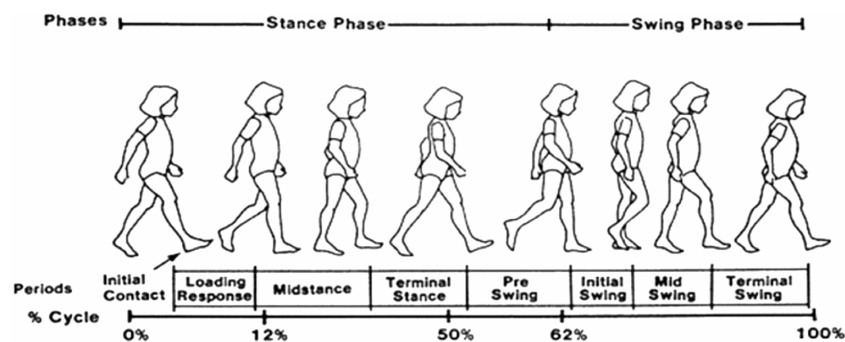 Phases Stance Phase Swing Phase
Periods Initial Contact Loading Response Midstance Terminal Stance Pre Swing Initial Swing Mid Swing Terminal Swing
% Cycle 0% 12% 50% 62% 100%